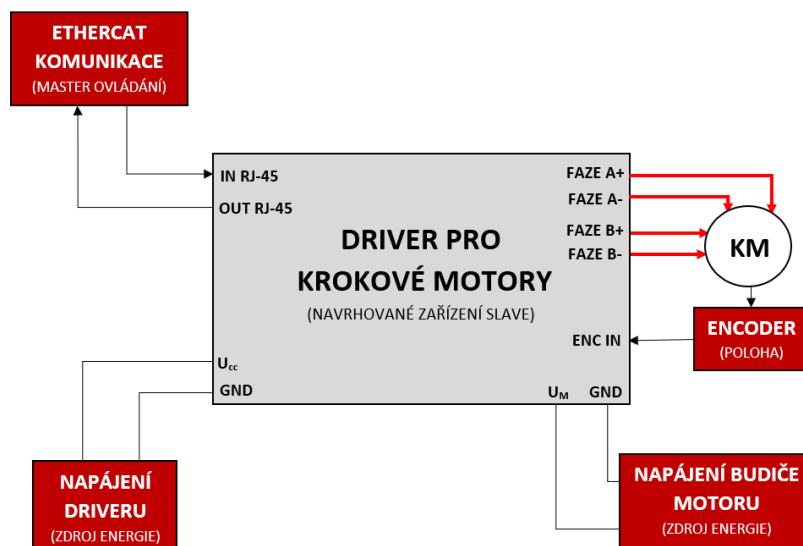 ETHERCAT
KOMUNIKACE
(MASTER OVLÁDÁNÍ)
IN RJ-45
OUT RJ-45
DRIVER PRO
KROKOVÉ MOTORY
(NAVRHOVANÉ ZAŘÍZENÍ SLAVE)
FAZE A+
FAZE A-
FAZE B+
FAZE B-
KM
ENC IN
ENCODER
(POLOHA)
Ucc
GND
UM
GND
NAPÁJENÍ
DRIVERU
(ZDROJ ENERGIE)
NAPÁJENÍ BUDIČE
MOTORU
(ZDROJ ENERGIE)